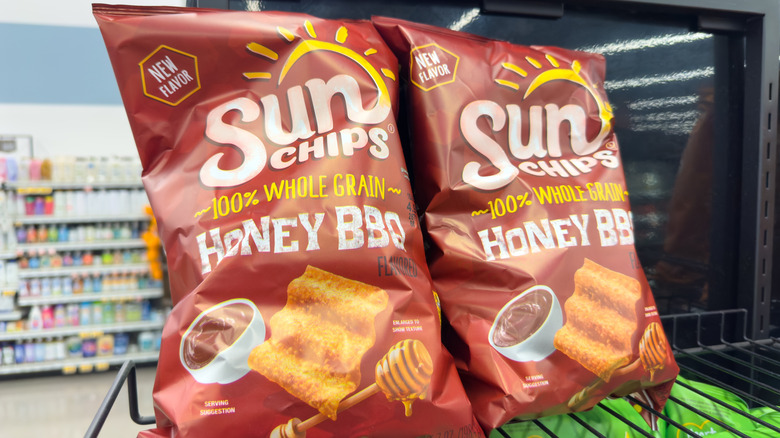 NEW
FLAVOR
Sun
CHIPS®
~100% WHOLE GRAIN~
HONEY BBQ
FLAVORED
ENLARGED TO
SHOW TEXTURE
SERVING
SUGGESTION
NEW
FLAVOR
Sun
CHIPS
~100% WHOLE GRAIN
HONEY BBQ
SERVING
SUGGESTION